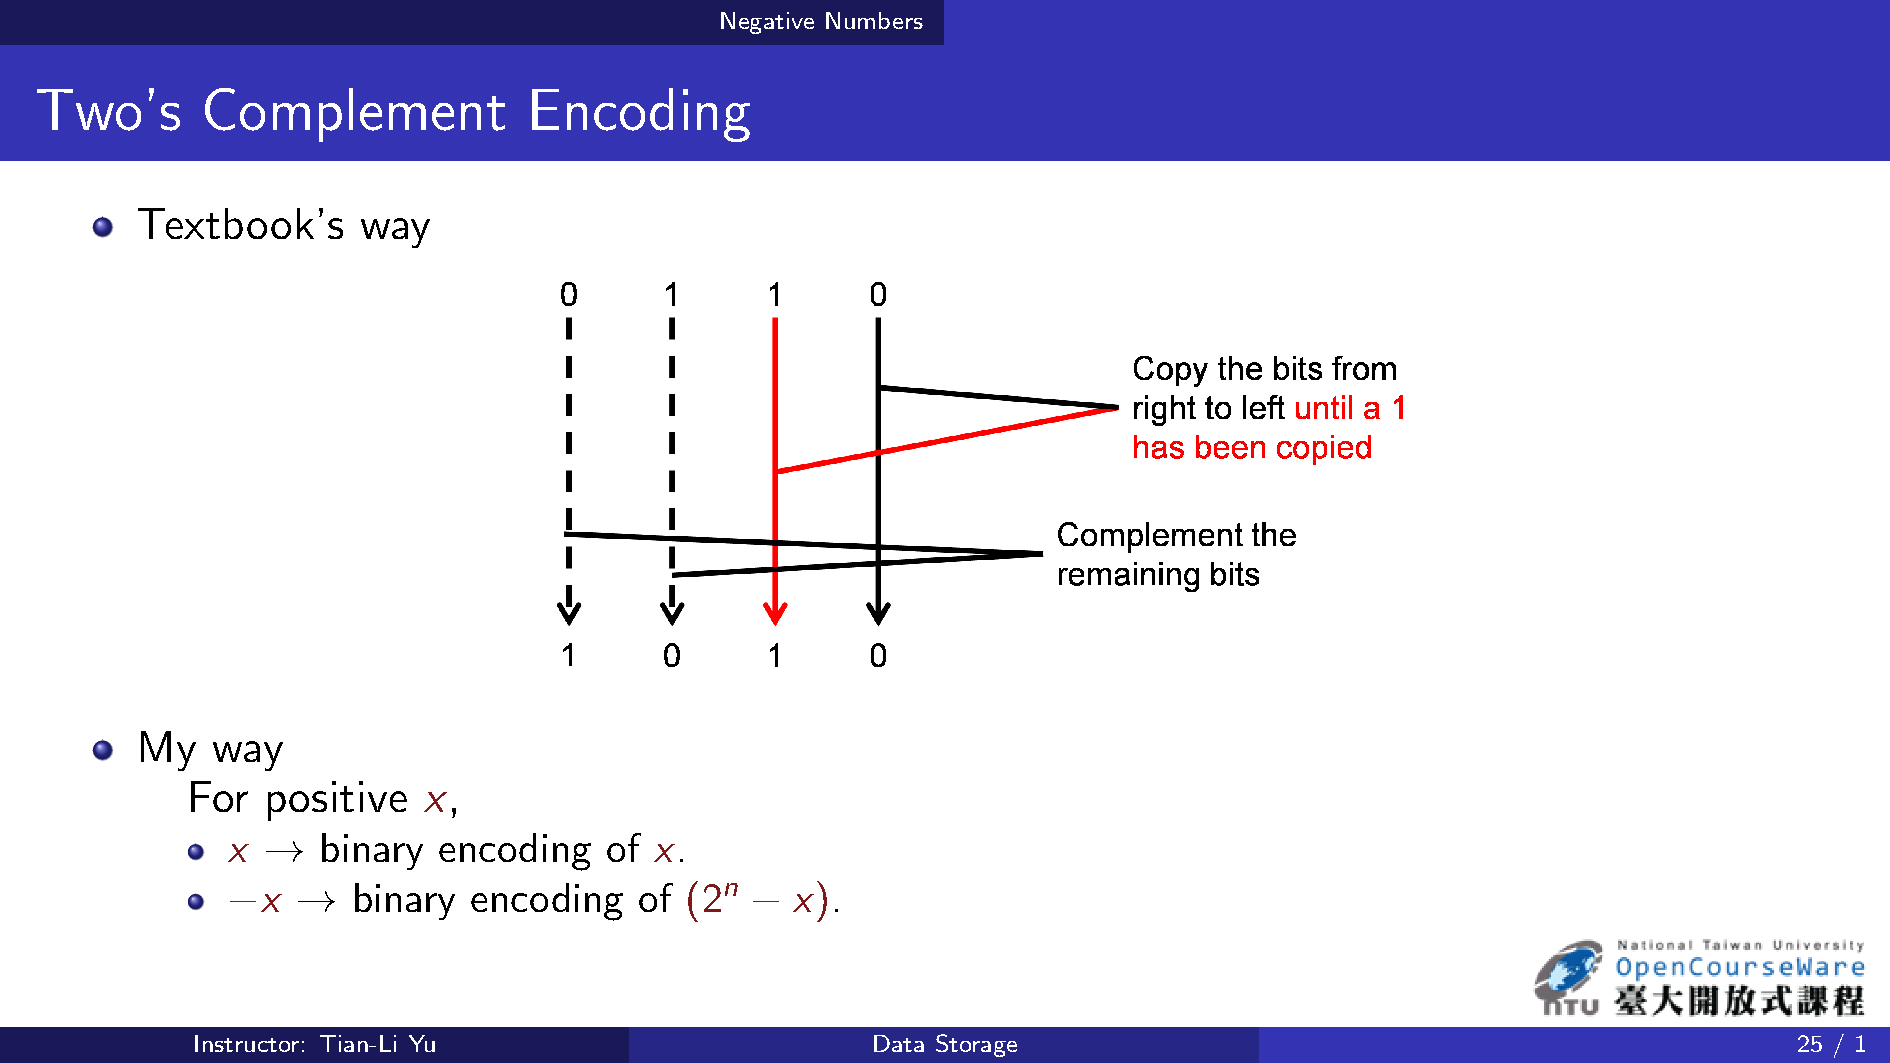 Negative Numbers
Two's Complement Encoding
Textbook's way
0 1 1 0
Copy the bits from
right to left until a 1
has been copied
Complement the
remaining bits
1 0 1 0
My way
For positive x,
x → binary encoding of x.
−x → binary encoding of (2ⁿ − x).
National Taiwan University
OpenCourseWare
NTU 臺大開放式課程
Instructor: Tian-Li Yu Data Storage 25 / 1